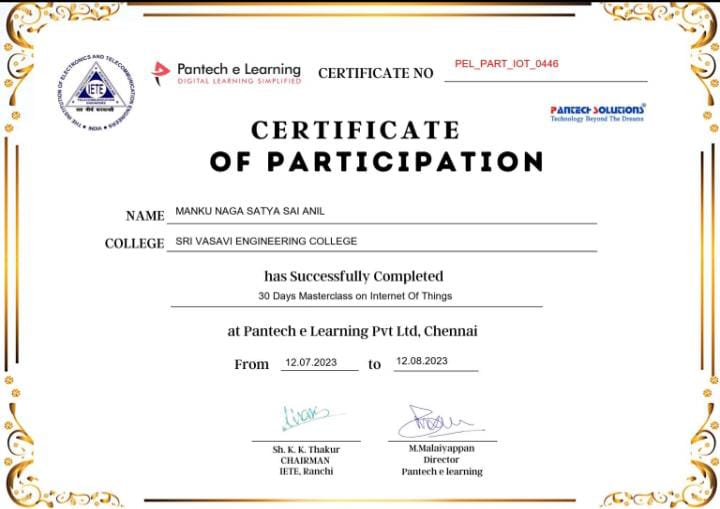 THE INSTITUTION OF ELECTRONICS AND TELECOMMUNICATION ENGINEERS
IETE
Pantech e Learning
DIGITAL LEARNING SIMPLIFIED
CERTIFICATE NO PEL_PART_IOT_0446
PANTECH SOLUTIONS
Technology Beyond The Dreams
CERTIFICATE
OF PARTICIPATION
NAME MANKU NAGA SATYA SAI ANIL
COLLEGE SRI VASAVI ENGINEERING COLLEGE
has Successfully Completed
30 Days Masterclass on Internet Of Things
at Pantech e Learning Pvt Ltd, Chennai
From 12.07.2023 to 12.08.2023
Sh. K. K. Thakur
CHAIRMAN
IETE, Ranchi
M.Malaiyappan
Director
Pantech e learning